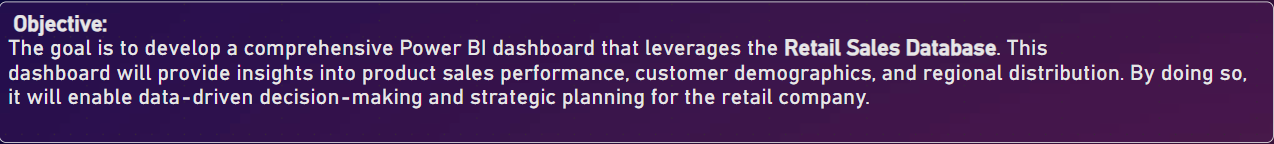 Objective:
The goal is to develop a comprehensive Power BI dashboard that leverages the Retail Sales Database. This
dashboard will provide insights into product sales performance, customer demographics, and regional distribution. By doing so,
it will enable data-driven decision-making and strategic planning for the retail company.